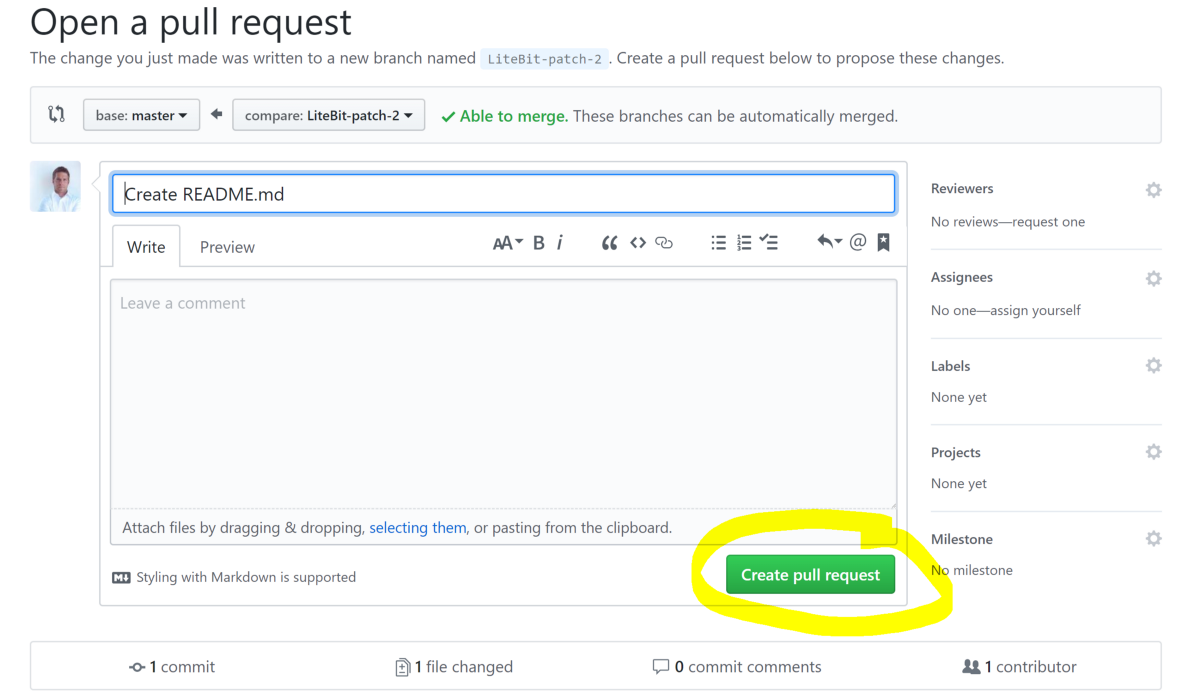 Open a pull request
The change you just made was written to a new branch named LiteBit-patch-2. Create a pull request below to propose these changes.
base: master compare: LiteBit-patch-2 Able to merge. These branches can be automatically merged.
Create README.md
Write Preview AA B i
Leave a comment
Attach files by dragging & dropping, selecting them, or pasting from the clipboard.
Styling with Markdown is supported
Create pull request
Reviewers
No reviews—request one
Assignees
No one—assign yourself
Labels
None yet
Projects
None yet
Milestone
No milestone
1 commit 1 file changed 0 commit comments 1 contributor